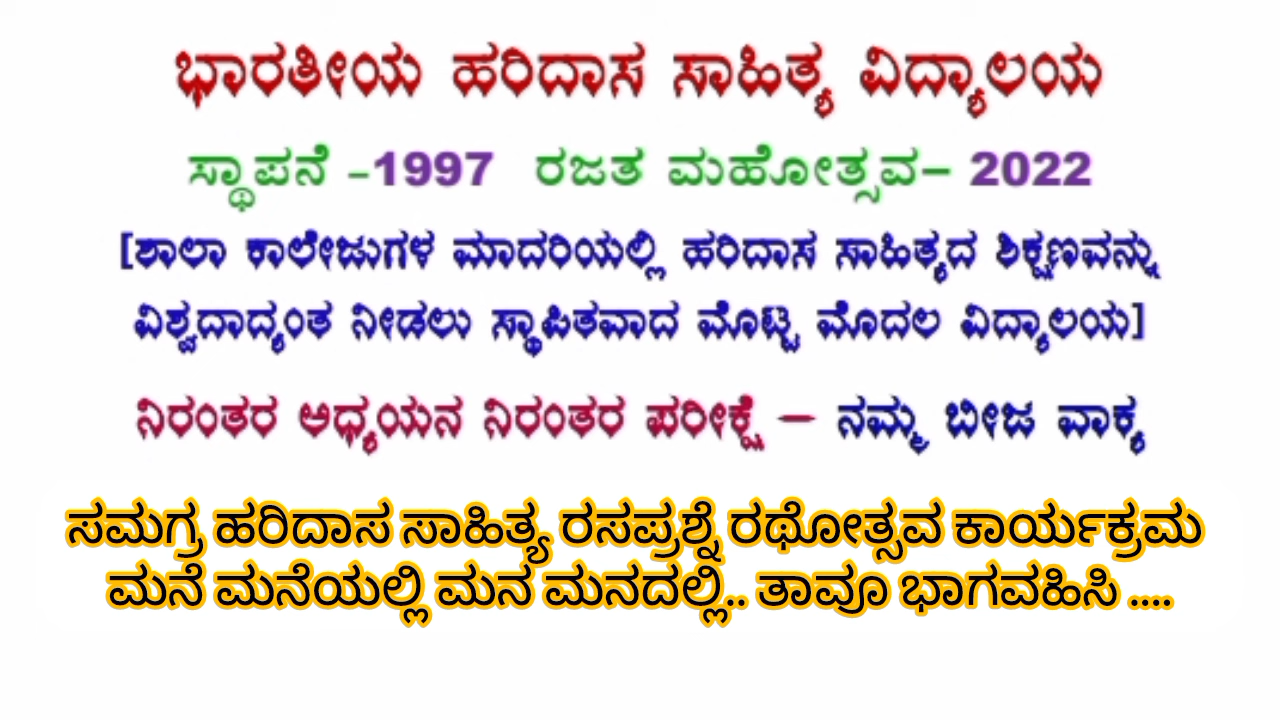 ಭಾರತೀಯ ಹರಿದಾಸ ಸಾಹಿತ್ಯ ವಿದ್ಯಾಲಯ
ಸ್ಥಾಪನೆ -1997 ರಜತ ಮಹೋತ್ಸವ- 2022
[ಶಾಲಾ ಕಾಲೇಜುಗಳ ಮಾದರಿಯಲ್ಲಿ ಹರಿದಾಸ ಸಾಹಿತ್ಯದ ಶಿಕ್ಷಣವನ್ನು
ವಿಶ್ವದಾದ್ಯಂತ ನೀಡಲು ಸ್ಥಾಪಿತವಾದ ಮೊಟ್ಟ ಮೊದಲ ವಿದ್ಯಾಲಯ]
ನಿರಂತರ ಅಧ್ಯಯನ ನಿರಂತರ ಪರೀಕ್ಷೆ – ನಮ್ಮ ಬೀಜ ವಾಕ್ಯ
ಸಮಗ್ರ ಹರಿದಾಸ ಸಾಹಿತ್ಯ ರಸಪ್ರಶ್ನೆ ರಥೋತ್ಸವ ಕಾರ್ಯಕ್ರಮ
ಮನೆ ಮನೆಯಲ್ಲಿ ಮನ ಮನದಲ್ಲಿ.. ತಾವೂ ಭಾಗವಹಿಸಿ ....